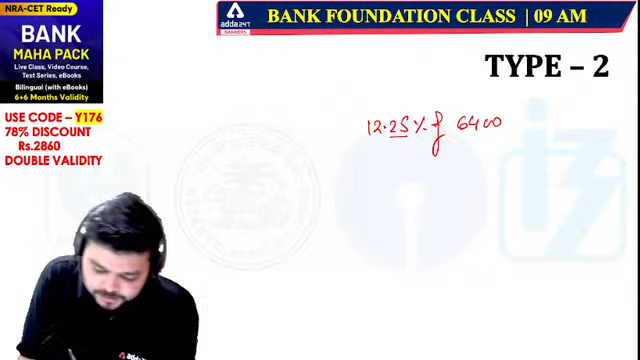 NRA-CET Ready
BANK
MAHA PACK
Live Class, Video Course,
Test Series, eBooks
Bilingual (with eBooks)
6+6 Months Validity
USE CODE – Y176
78% DISCOUNT
Rs.2860
DOUBLE VALIDITY
adda247
BANKERS
BANK FOUNDATION CLASS | 09 AM
TYPE – 2
12.25 % of 6400